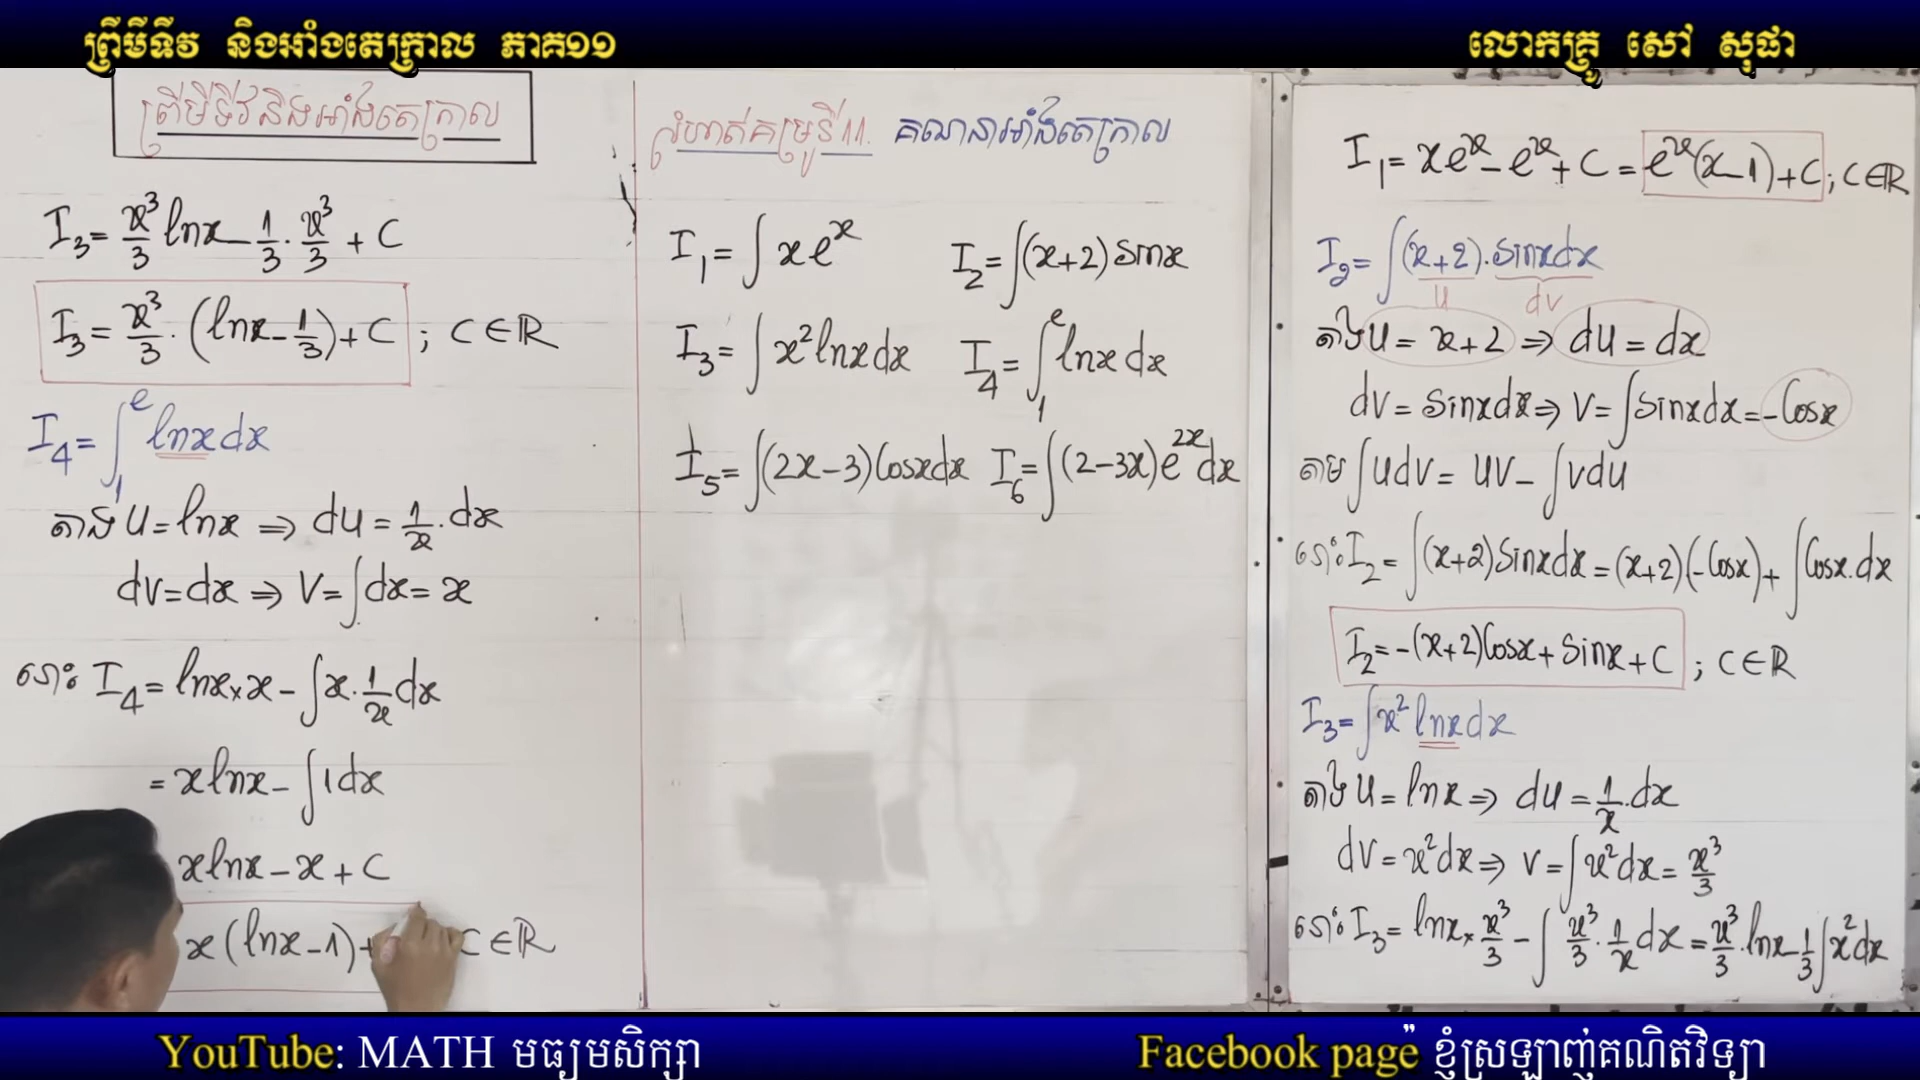 ព្រីមីទីវ និងអាំងតេក្រាល ភាគ១១
លោកគ្រូ សៅ សុផា
ព្រីមីទីវនិងអាំងតេក្រាល
I₃ = x³/3 lnx - 1/3 · x³/3 + C
I₃ = x³/3 · (lnx - 1/3) + C ; C∈ℝ
I₄ = ∫₁ᵉ lnx dx
តាង U = lnx ⇒ du = 1/x · dx
dv = dx ⇒ V = ∫dx = x
នោះ I₄ = lnx × x - ∫x · 1/x dx
= xlnx - ∫1dx
xlnx - x + C
x(lnx - 1) + C∈ℝ
លំហាត់គម្រូទី11. គណនាអាំងតេក្រាល
I₁ = ∫xeˣ I₂ = ∫(x+2)sinx
I₃ = ∫x²lnxdx I₄ = ∫₁ᵉ lnx dx
I₅ = ∫(2x-3)Cosxdx I₆ = ∫(2-3x)e²ˣdx
I₁ = xeˣ - eˣ + C = eˣ(x-1) + C ; C∈ℝ
I₂ = ∫(x+2).sinxdx
u dv
តាង U = x+2 ⇒ du = dx
dv = sinxdx ⇒ V = ∫sinxdx = -Cosx
តាម ∫udv = uv - ∫vdu
នោះ I₂ = ∫(x+2)sinxdx = (x+2)(-Cosx) + ∫Cosx.dx
I₂ = -(x+2)Cosx + sinx + C ; C∈ℝ
I₃ = ∫x² lnxdx
តាង U = lnx ⇒ du = 1/x . dx
dv = x²dx ⇒ V = ∫x²dx = x³/3
នោះ I₃ = lnx × x³/3 - ∫x³/3 · 1/x dx = x³/3 . lnx - 1/3 ∫x²dx
YouTube: MATH មធ្យមសិក្សា
Facebook page ៉ ខ្ញុំស្រឡាញ់គណិតវិទ្យា